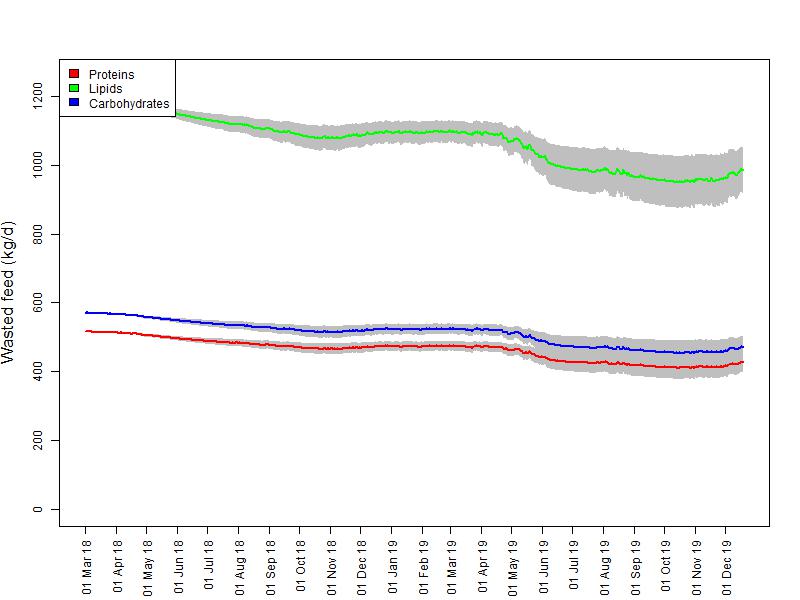 Proteins
Lipids
Carbohydrates
Wasted feed (kg/d)
1200
1000
800
600
400
200
0
01 Mar 18
01 Apr 18
01 May 18
01 Jun 18
01 Jul 18
01 Aug 18
01 Sep 18
01 Oct 18
01 Nov 18
01 Dec 18
01 Jan 19
01 Feb 19
01 Mar 19
01 Apr 19
01 May 19
01 Jun 19
01 Jul 19
01 Aug 19
01 Sep 19
01 Oct 19
01 Nov 19
01 Dec 19